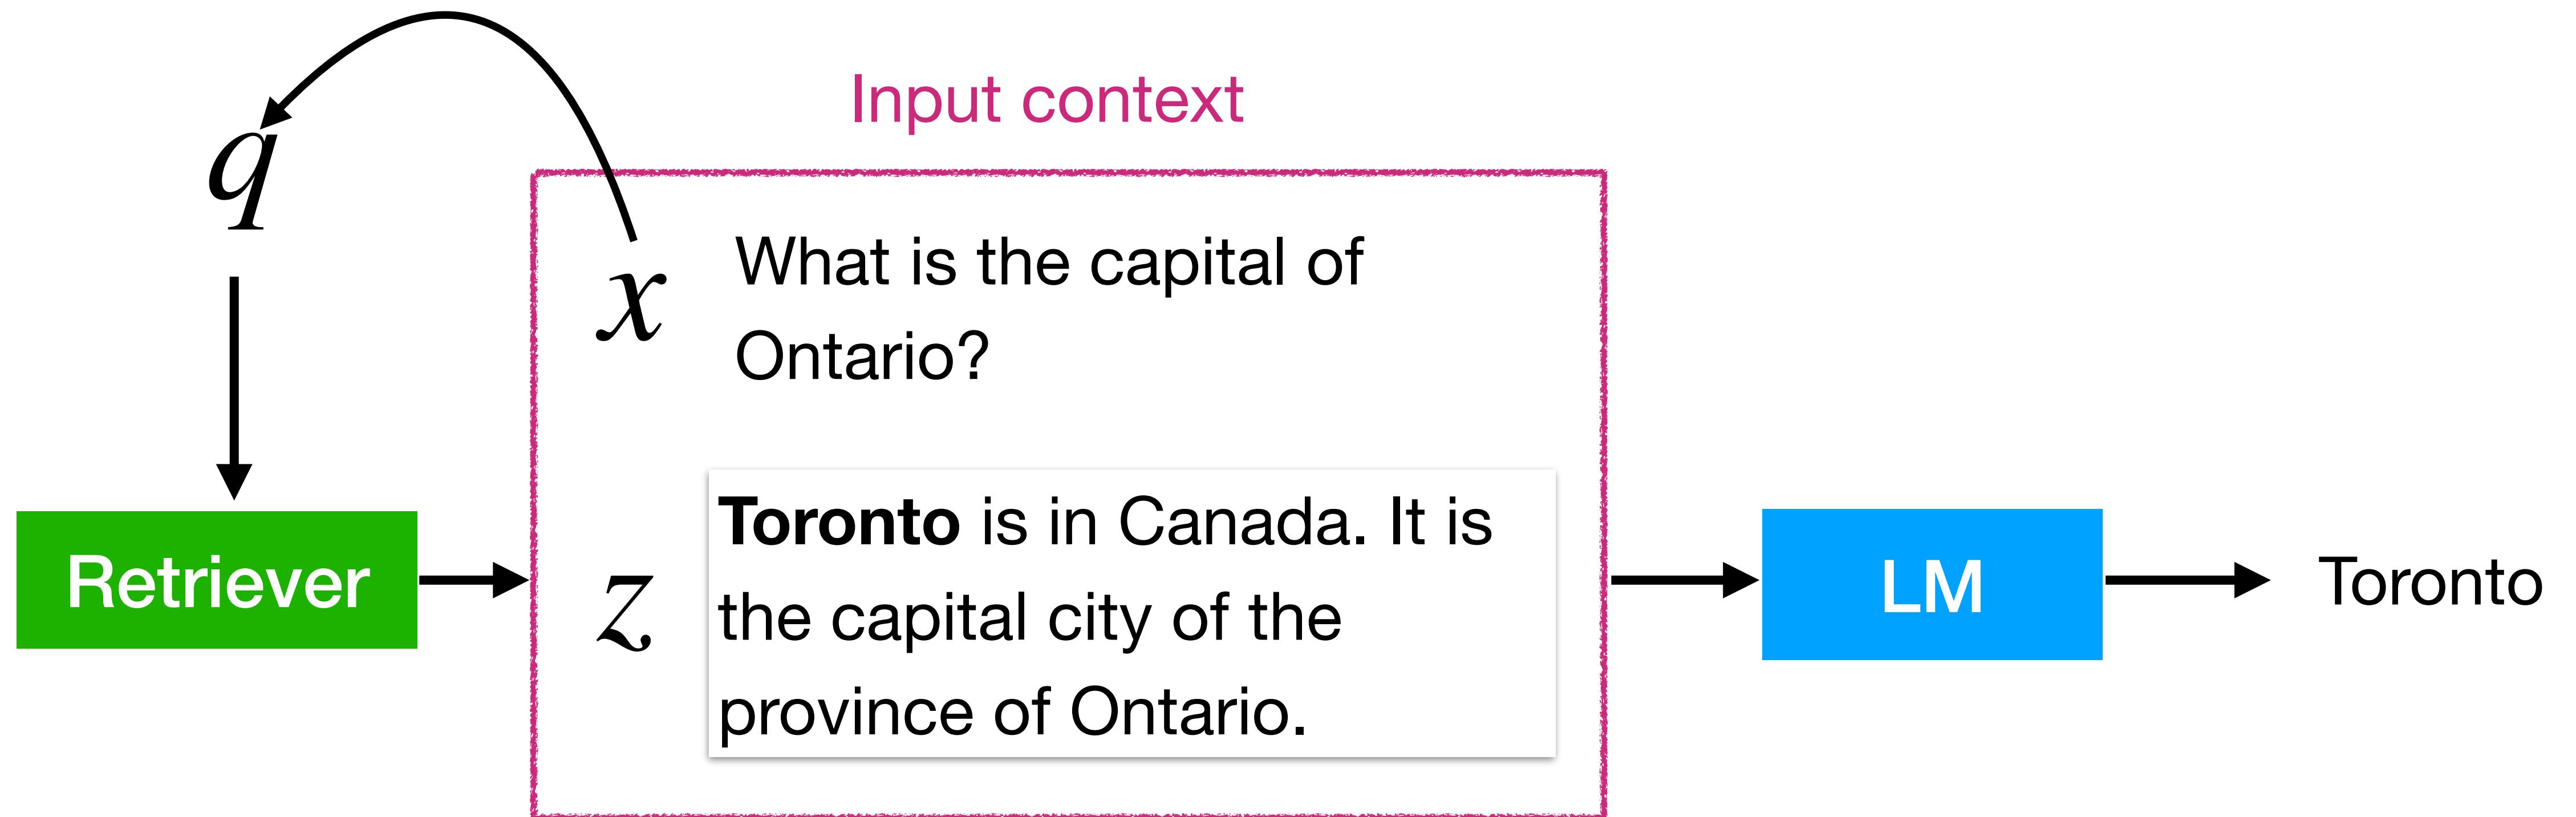 Input context
q
x
What is the capital of
Ontario?
Retriever
z
Toronto is in Canada. It is
the capital city of the
province of Ontario.
LM
Toronto